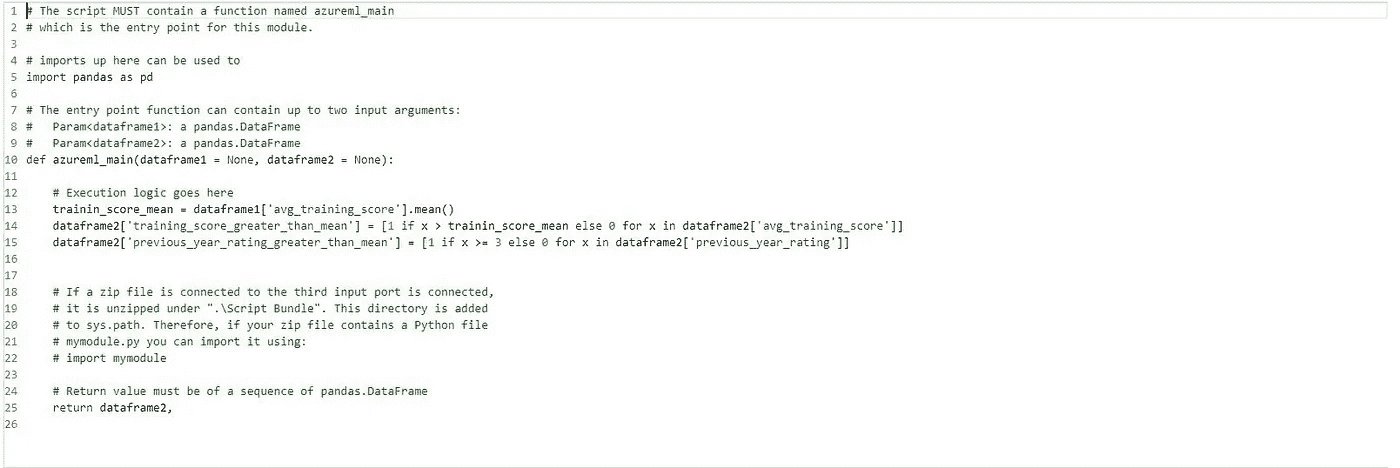 1 # The script MUST contain a function named azureml_main
2 # which is the entry point for this module.
3
4 # imports up here can be used to
5 import pandas as pd
6
7 # The entry point function can contain up to two input arguments:
8 #   Param<dataframe1>: a pandas.DataFrame
9 #   Param<dataframe2>: a pandas.DataFrame
10 def azureml_main(dataframe1 = None, dataframe2 = None):
11
12     # Execution logic goes here
13     trainin_score_mean = dataframe1['avg_training_score'].mean()
14     dataframe2['training_score_greater_than_mean'] = [1 if x > trainin_score_mean else 0 for x in dataframe2['avg_training_score']]
15     dataframe2['previous_year_rating_greater_than_mean'] = [1 if x >= 3 else 0 for x in dataframe2['previous_year_rating']]
16
17
18     # If a zip file is connected to the third input port is connected,
19     # it is unzipped under ".\Script Bundle". This directory is added
20     # to sys.path. Therefore, if your zip file contains a Python file
21     # mymodule.py you can import it using:
22     # import mymodule
23
24     # Return value must be of a sequence of pandas.DataFrame
25     return dataframe2,
26